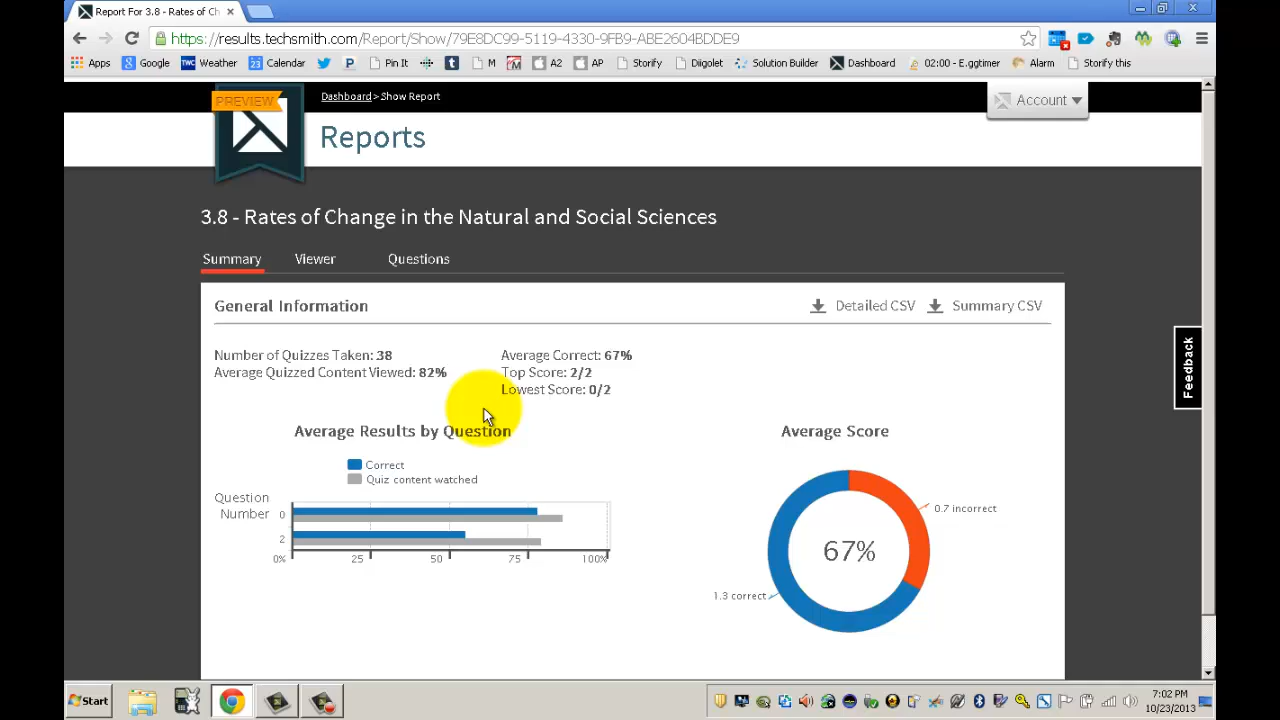 Report For 3.8 - Rates of Ch
https://results.techsmith.com/Report/Show/79E8DC99-5119-4330-9FB9-ABE2604BDDE9
Apps Google Weather 23 Calendar Pin It M A2 AP Storify Diigolet Solution Builder Dashboard 02:00 - E.ggtimer Alarm Storify this
PREVIEW
Dashboard > Show Report
Account
Reports
3.8 - Rates of Change in the Natural and Social Sciences
Summary Viewer Questions
General Information
Detailed CSV Summary CSV
Number of Quizzes Taken: 38
Average Quizzed Content Viewed: 82%
Average Correct: 67%
Top Score: 2/2
Lowest Score: 0/2
Feedback
Average Results by Question
Correct
Quiz content watched
Question
Number
0
2
0% 25 50 75 100%
Average Score
0.7 incorrect
67%
1.3 correct
Start
7:02 PM
10/23/2013